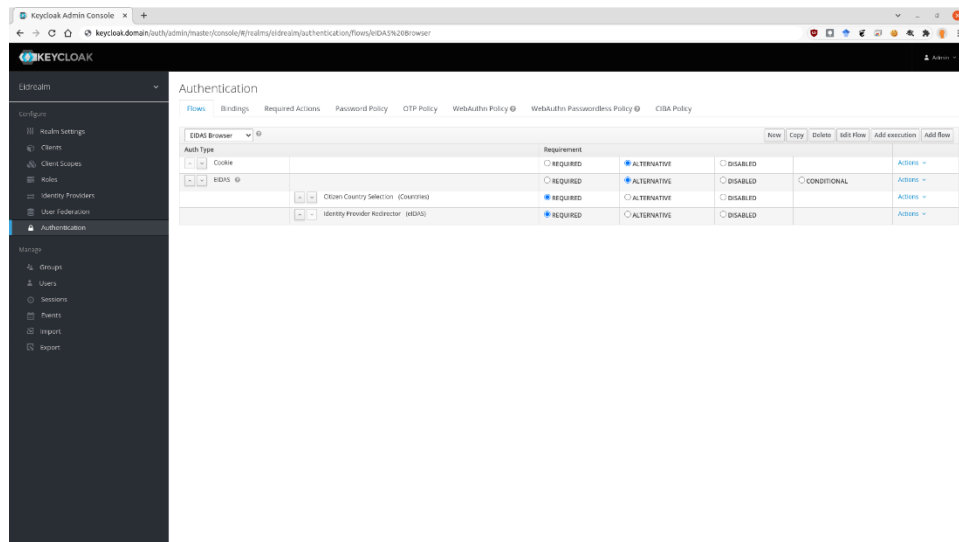 Keycloak Admin Console
keycloak.domain/auth/admin/master/console/#/realms/eidrealm/authentication/flows/eIDAS%20Browser
KEYCLOAK
Admin
Eidrealm
Configure
Realm Settings
Clients
Client Scopes
Roles
Identity Providers
User Federation
Authentication
Manage
Groups
Users
Sessions
Events
Import
Export
Authentication
Flows Bindings Required Actions Password Policy OTP Policy WebAuthn Policy WebAuthn Passwordless Policy CIBA Policy
EIDAS Browser New Copy Delete Edit Flow Add execution Add flow
Auth Type Requirement
Cookie REQUIRED ALTERNATIVE DISABLED Actions
EIDAS REQUIRED ALTERNATIVE DISABLED CONDITIONAL Actions
Citizen Country Selection (Countries) REQUIRED ALTERNATIVE DISABLED Actions
Identity Provider Redirector (eIDAS) REQUIRED ALTERNATIVE DISABLED Actions